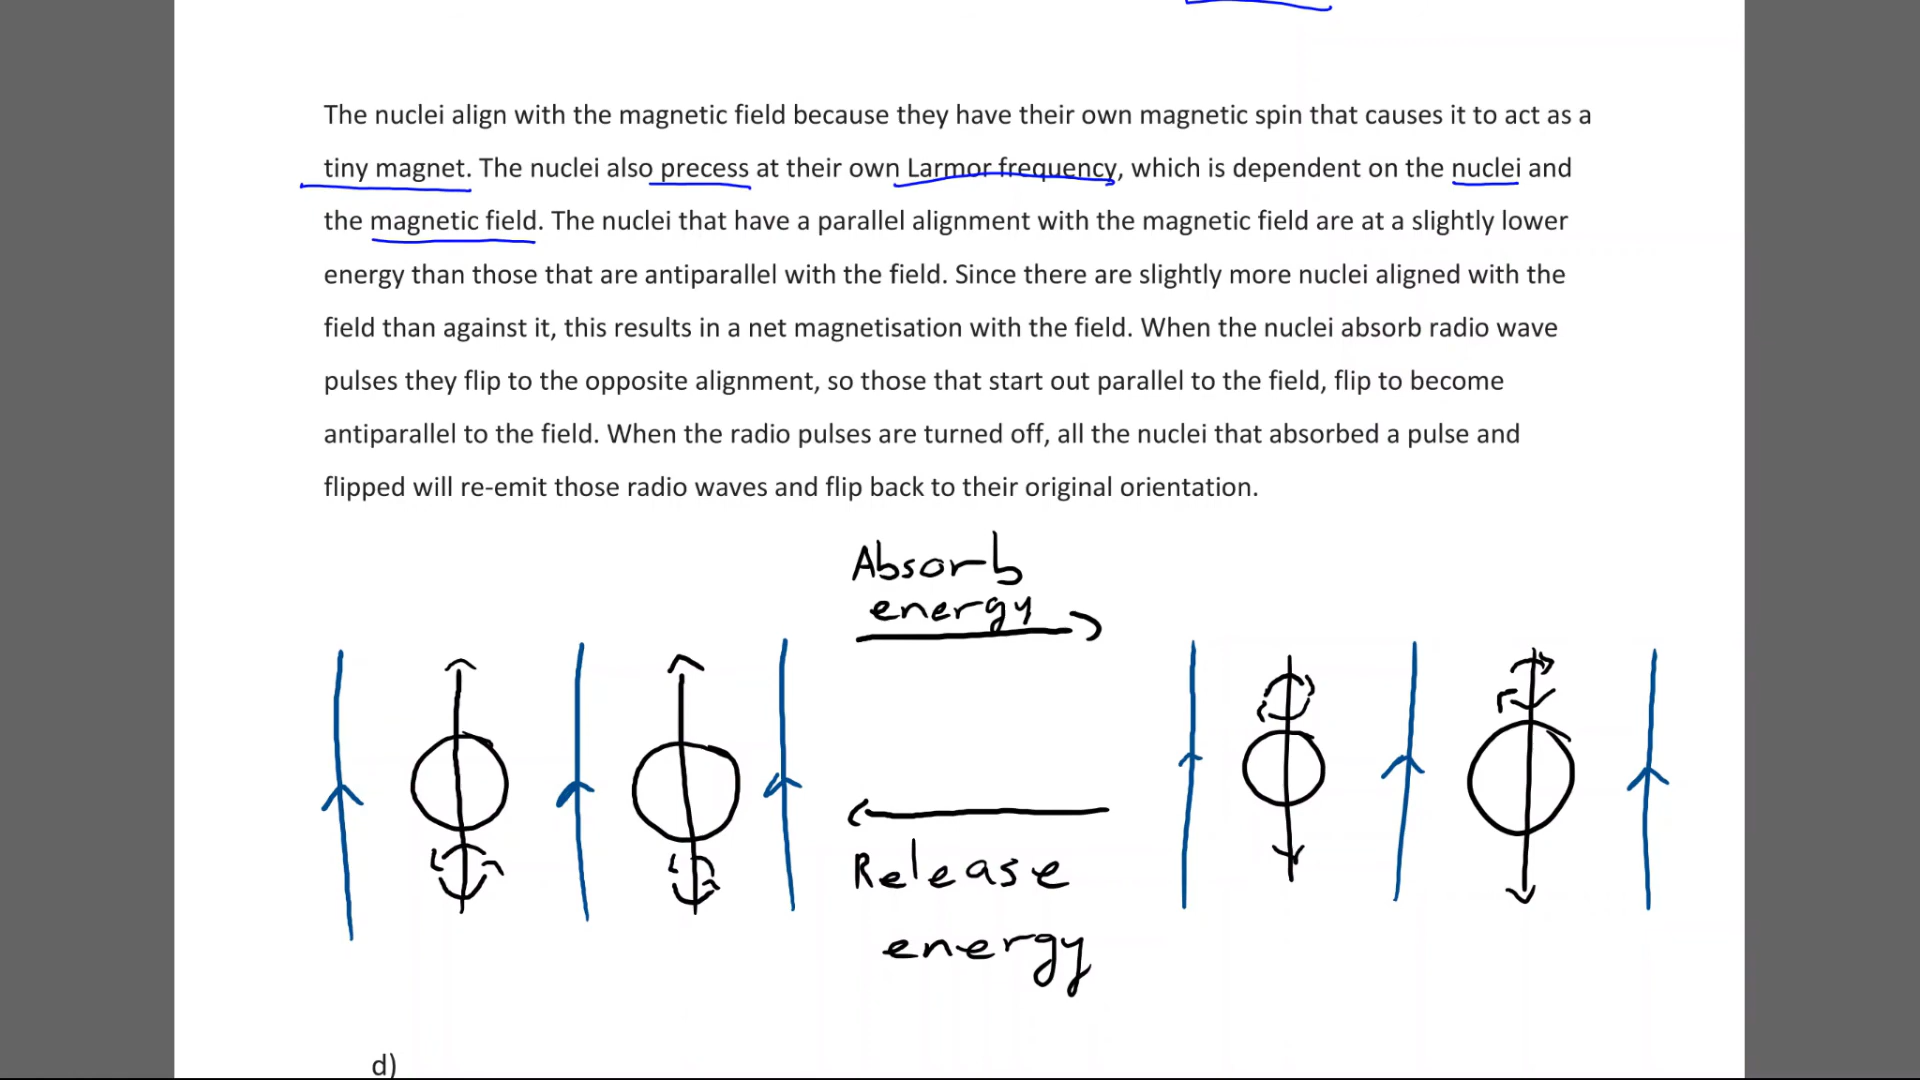 The nuclei align with the magnetic field because they have their own magnetic spin that causes it to act as a
tiny magnet. The nuclei also precess at their own Larmor frequency, which is dependent on the nuclei and
the magnetic field. The nuclei that have a parallel alignment with the magnetic field are at a slightly lower
energy than those that are antiparallel with the field. Since there are slightly more nuclei aligned with the
field than against it, this results in a net magnetisation with the field. When the nuclei absorb radio wave
pulses they flip to the opposite alignment, so those that start out parallel to the field, flip to become
antiparallel to the field. When the radio pulses are turned off, all the nuclei that absorbed a pulse and
flipped will re-emit those radio waves and flip back to their original orientation.
Absorb
energy
Release
energy
d)